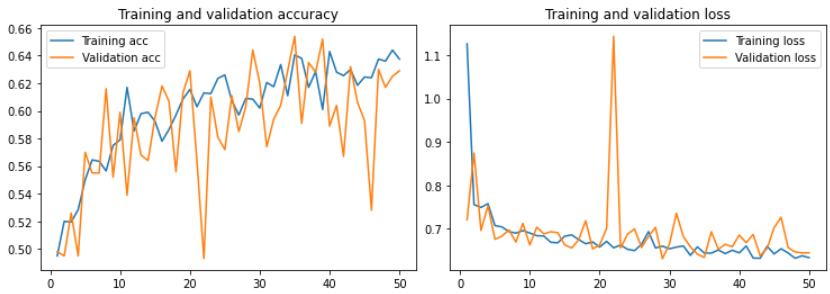 Training and validation accuracy
0.66
0.64
0.62
0.60
0.58
0.56
0.54
0.52
0.50
Training acc
Validation acc
0 10 20 30 40 50
Training and validation loss
1.1
1.0
0.9
0.8
0.7
Training loss
Validation loss
0 10 20 30 40 50